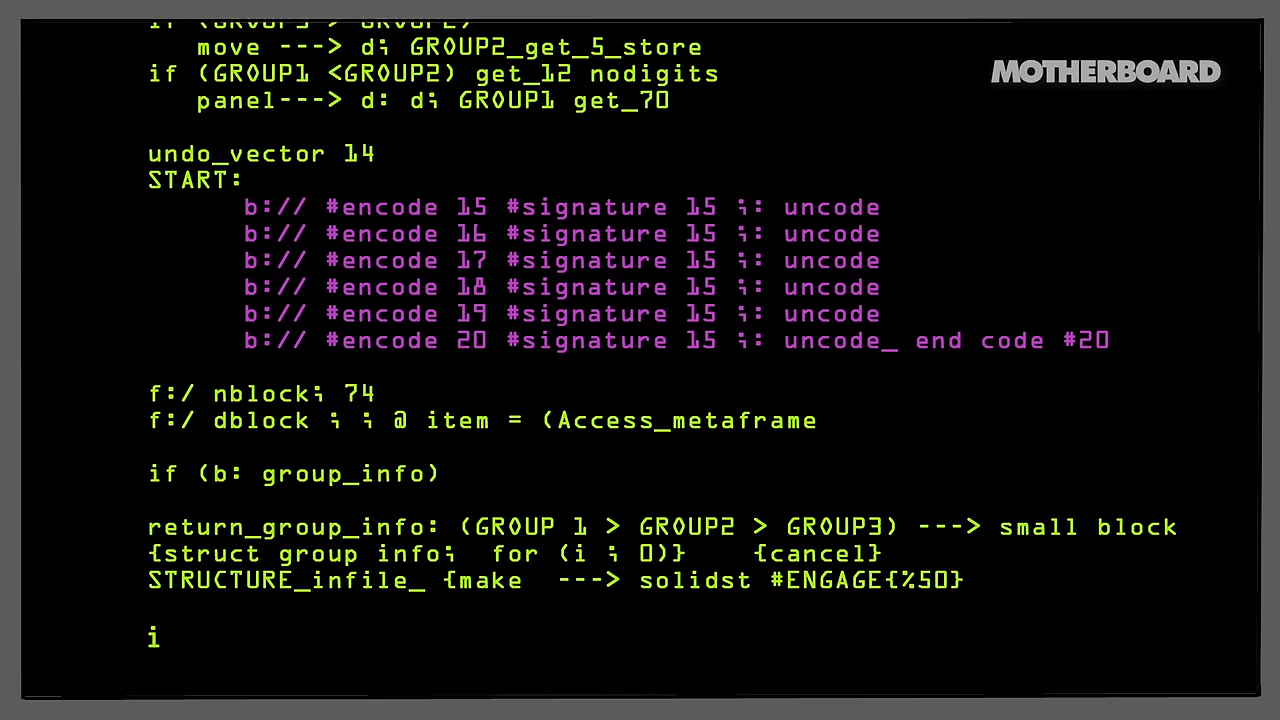 if (GROUP3 > GROUP2)
move ---> d; GROUP2_get_5_store
MOTHERBOARD
if (GROUP1 <GROUP2) get_12 nodigits
panel---> d: d; GROUP1 get_70
undo_vector 14
START:
b:// #encode 15 #signature 15 ;: uncode
b:// #encode 16 #signature 15 ;: uncode
b:// #encode 17 #signature 15 ;: uncode
b:// #encode 18 #signature 15 ;: uncode
b:// #encode 19 #signature 15 ;: uncode
b:// #encode 20 #signature 15 ;: uncode_ end code #20
f:/ nblock; 74
f:/ dblock ; ; @ item = (Access_metaframe
if (b: group_info)
return_group_info: (GROUP 1 > GROUP2 > GROUP3) ---> small block
{struct group info;  for (i ; 0)}    {cancel}
STRUCTURE_infile_ {make  ---> solidst #ENGAGE{%50}
i